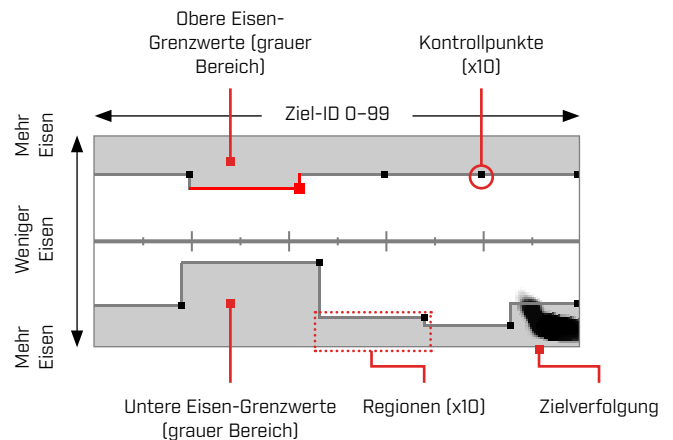 Obere Eisen-
Grenzwerte (grauer
Bereich)
Kontrollpunkte
(x10)
Ziel-ID 0–99
Mehr
Eisen
Weniger
Eisen
Mehr
Eisen
Untere Eisen-Grenzwerte
(grauer Bereich)
Regionen (x10)
Zielverfolgung